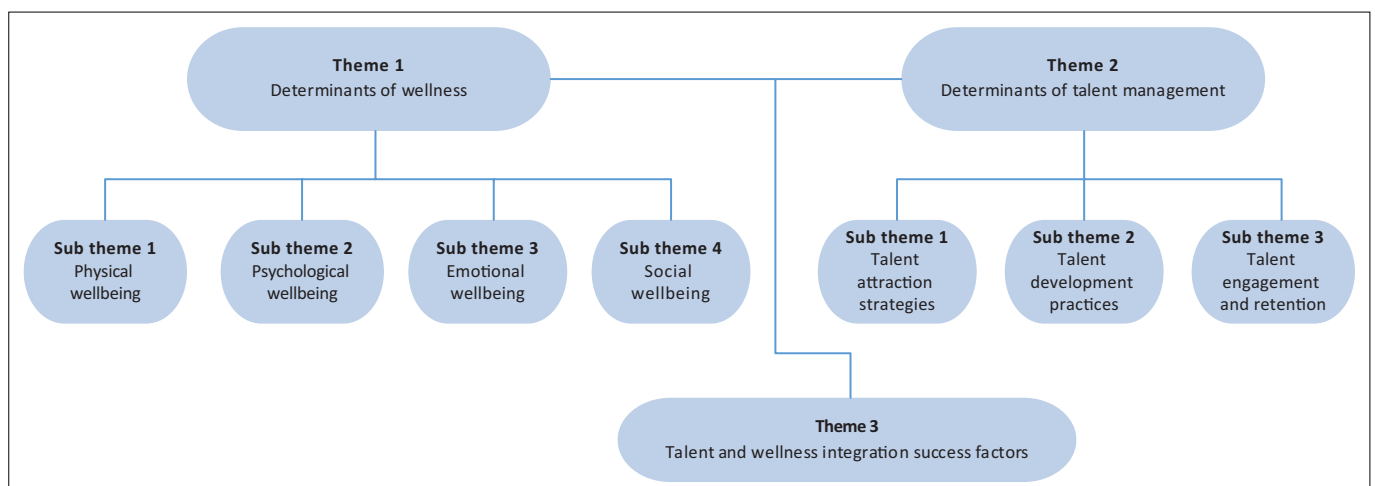 Theme 1
Determinants of wellness
Theme 2
Determinants of talent management
Sub theme 1
Physical
wellbeing
Sub theme 2
Psychological
wellbeing
Sub theme 3
Emotional
wellbeing
Sub theme 4
Social
wellbeing
Sub theme 1
Talent
attraction
strategies
Sub theme 2
Talent
development
practices
Sub theme 3
Talent
engagement
and retention
Theme 3
Talent and wellness integration success factors